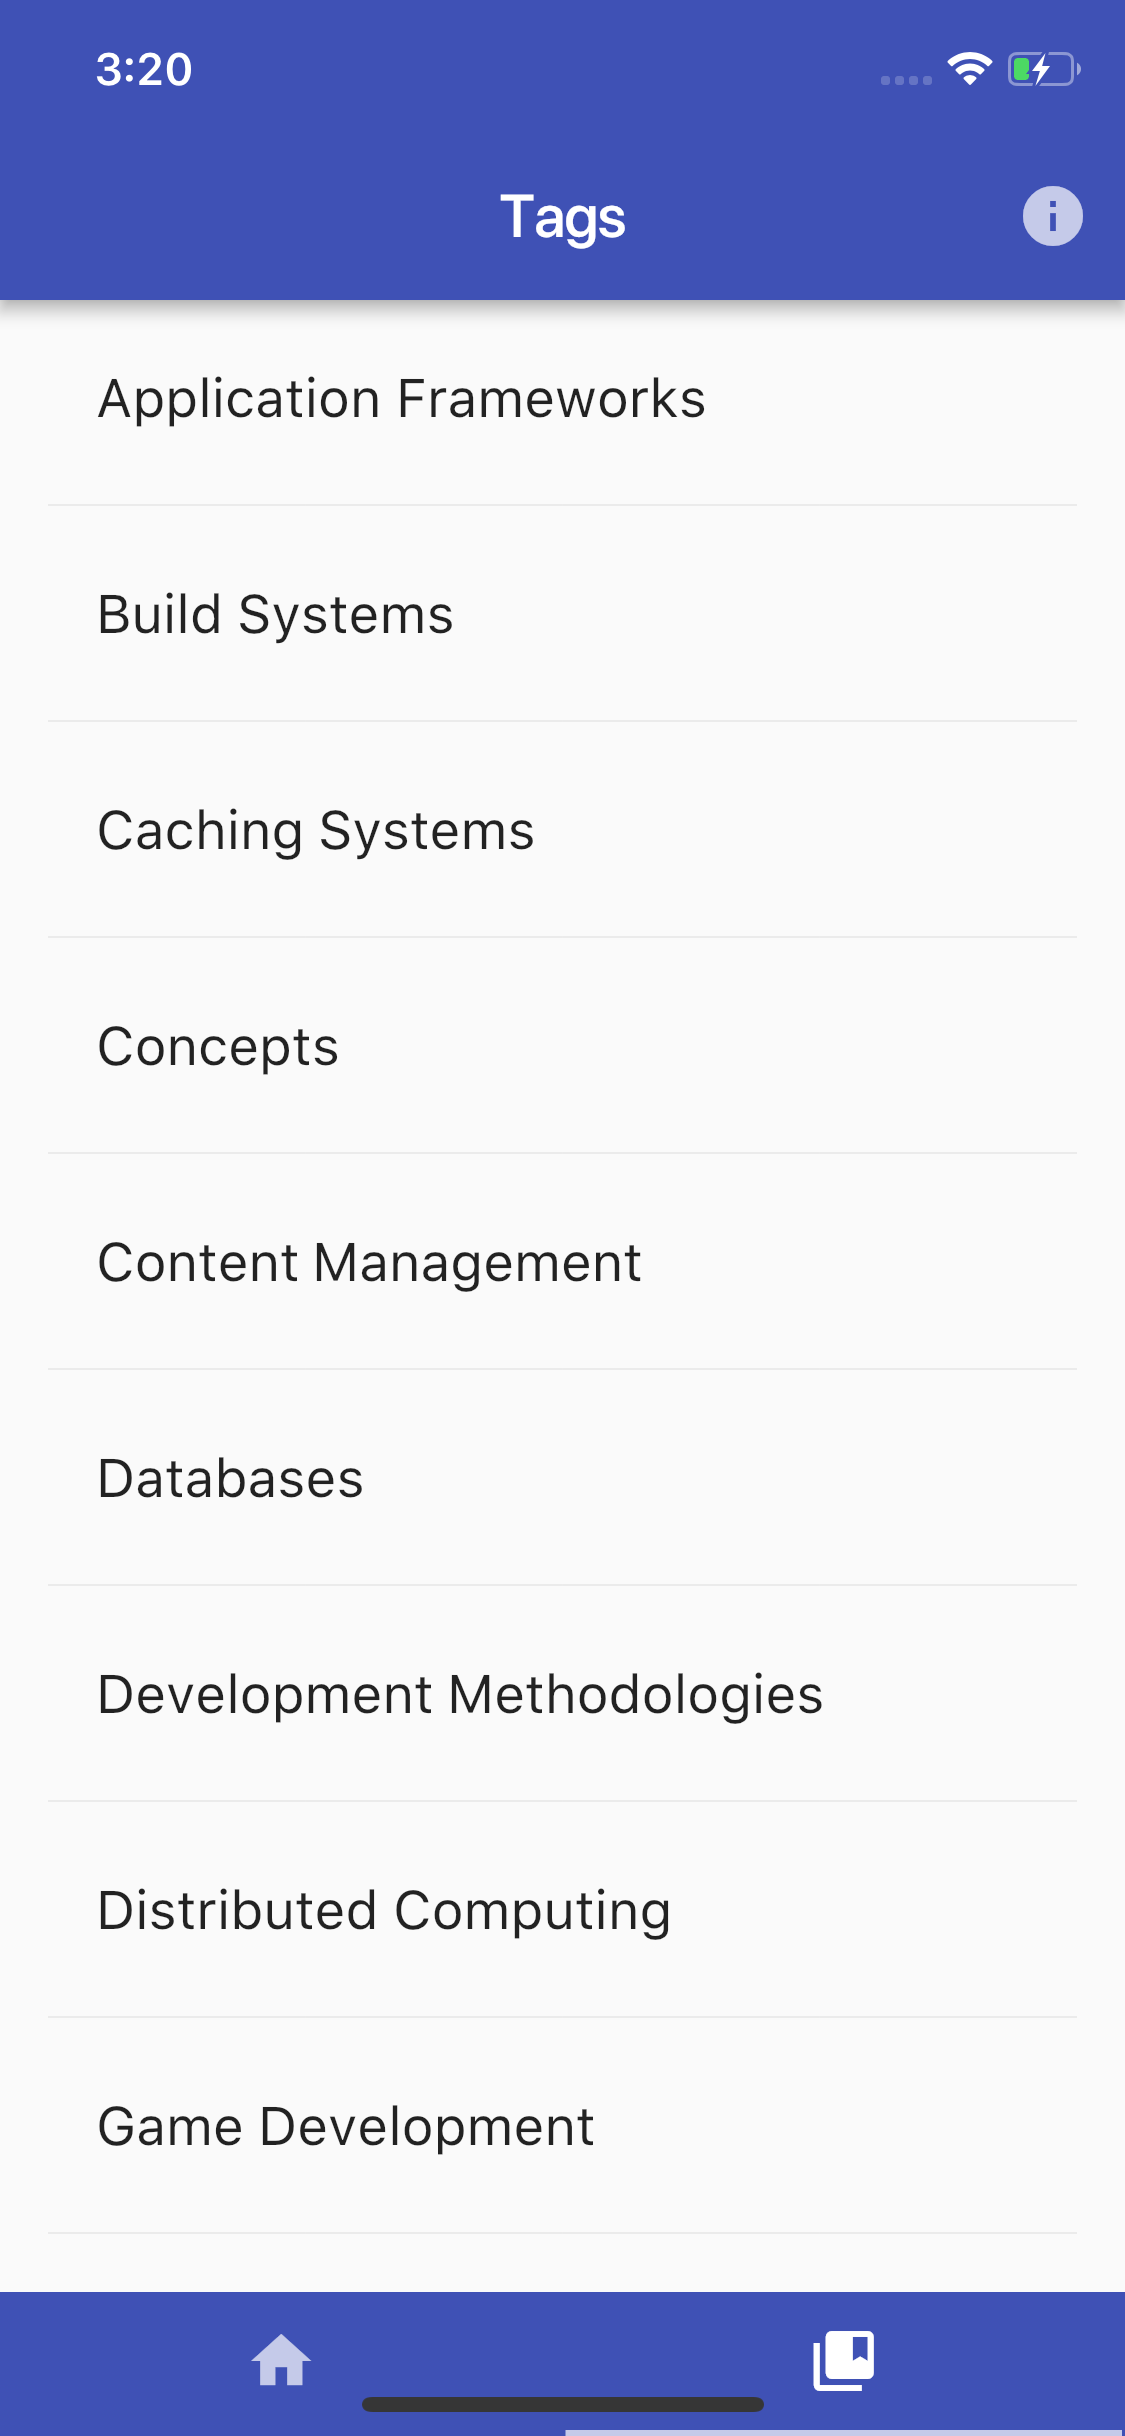 3:20
Tags
Application Frameworks
Build Systems
Caching Systems
Concepts
Content Management
Databases
Development Methodologies
Distributed Computing
Game Development